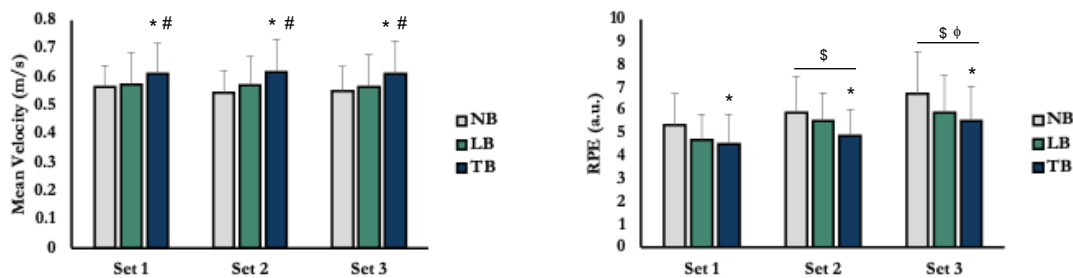 Mean Velocity (m/s)
0.8
0.7
0.6
0.5
0.4
0.3
0.2
0.1
0
* #
* #
* #
Set 1 Set 2 Set 3
NB
LB
TB
RPE (a.u.)
10
9
8
7
6
5
4
3
2
1
0
*
$
*
$ ϕ
*
Set 1 Set 2 Set 3
NB
LB
TB